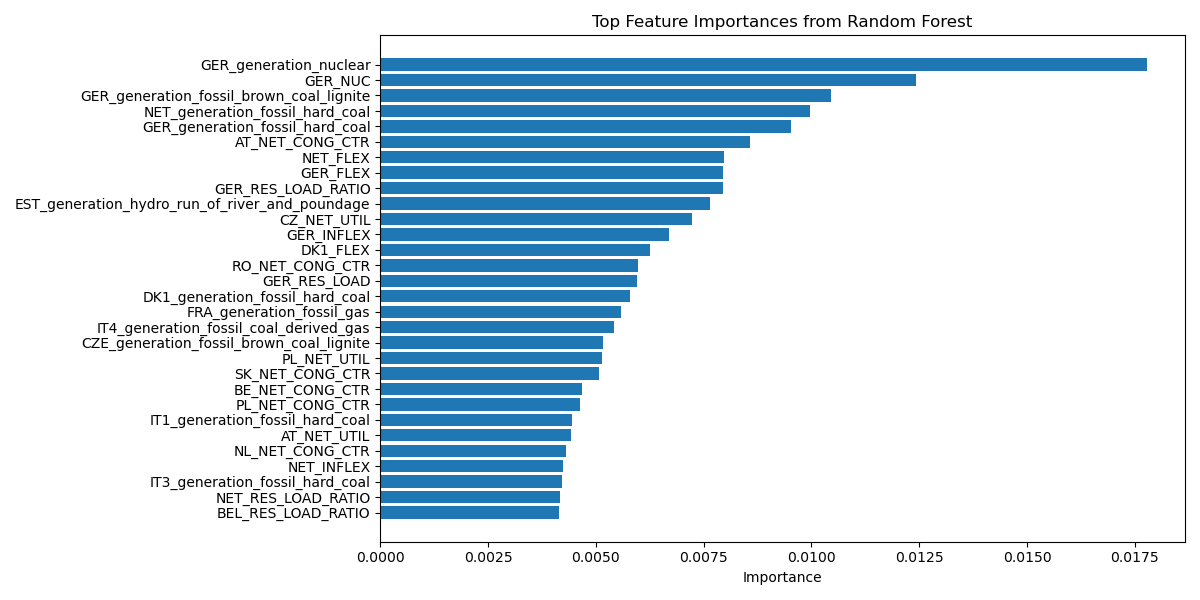 Top Feature Importances from Random Forest
GER_generation_nuclear
GER_NUC
GER_generation_fossil_brown_coal_lignite
NET_generation_fossil_hard_coal
GER_generation_fossil_hard_coal
AT_NET_CONG_CTR
NET_FLEX
GER_FLEX
GER_RES_LOAD_RATIO
EST_generation_hydro_run_of_river_and_poundage
CZ_NET_UTIL
GER_INFLEX
DK1_FLEX
RO_NET_CONG_CTR
GER_RES_LOAD
DK1_generation_fossil_hard_coal
FRA_generation_fossil_gas
IT4_generation_fossil_coal_derived_gas
CZE_generation_fossil_brown_coal_lignite
PL_NET_UTIL
SK_NET_CONG_CTR
BE_NET_CONG_CTR
PL_NET_CONG_CTR
IT1_generation_fossil_hard_coal
AT_NET_UTIL
NL_NET_CONG_CTR
NET_INFLEX
IT3_generation_fossil_hard_coal
NET_RES_LOAD_RATIO
BEL_RES_LOAD_RATIO
0.0000 0.0025 0.0050 0.0075 0.0100 0.0125 0.0150 0.0175
Importance